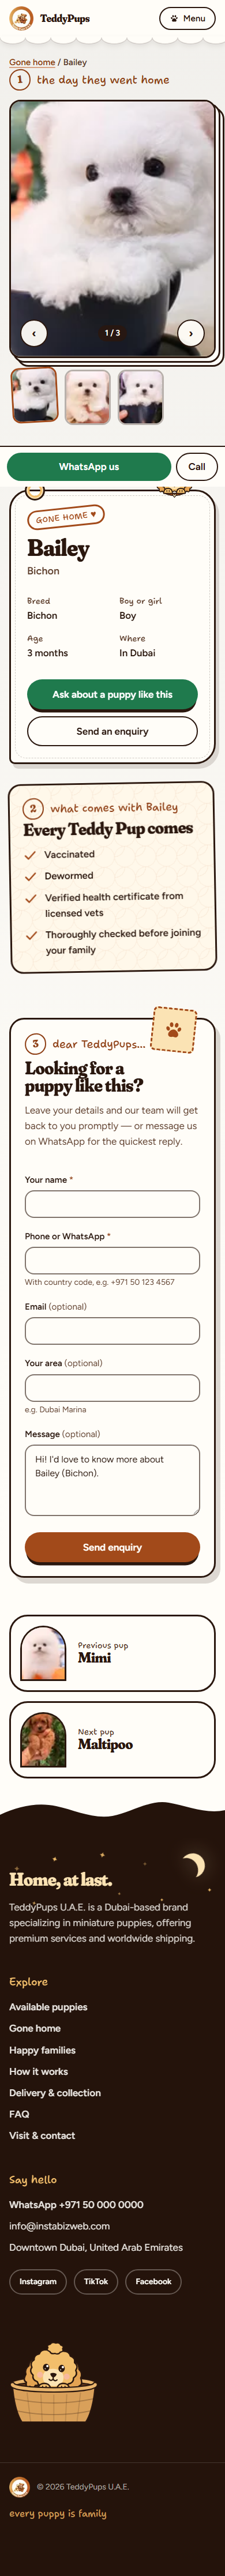 TeddyPups
Menu
Gone home / Bailey
1 the day they went home
1 / 3
WhatsApp us
Call
GONE HOME ♥
Bailey
Bichon
Breed
Bichon
Boy or girl
Boy
Age
3 months
Where
In Dubai
Ask about a puppy like this
Send an enquiry
2 what comes with Bailey
Every Teddy Pup comes
Vaccinated
Dewormed
Verified health certificate from
licensed vets
Thoroughly checked before joining
your family
3 dear TeddyPups...
Looking for a
puppy like this?
Leave your details and our team will get
back to you promptly — or message us
on WhatsApp for the quickest reply.
Your name *
Phone or WhatsApp *
With country code, e.g. +971 50 123 4567
Email (optional)
Your area (optional)
e.g. Dubai Marina
Message (optional)
Hi! I'd love to know more about
Bailey (Bichon).
Send enquiry
Previous pup
Mimi
Next pup
Maltipoo
Home, at last.
TeddyPups U.A.E. is a Dubai-based brand
specializing in miniature puppies, offering
premium services and worldwide shipping.
Explore
Available puppies
Gone home
Happy families
How it works
Delivery & collection
FAQ
Visit & contact
Say hello
WhatsApp +971 50 000 0000
info@instabizweb.com
Downtown Dubai, United Arab Emirates
Instagram
TikTok
Facebook
© 2026 TeddyPups U.A.E.
every puppy is family